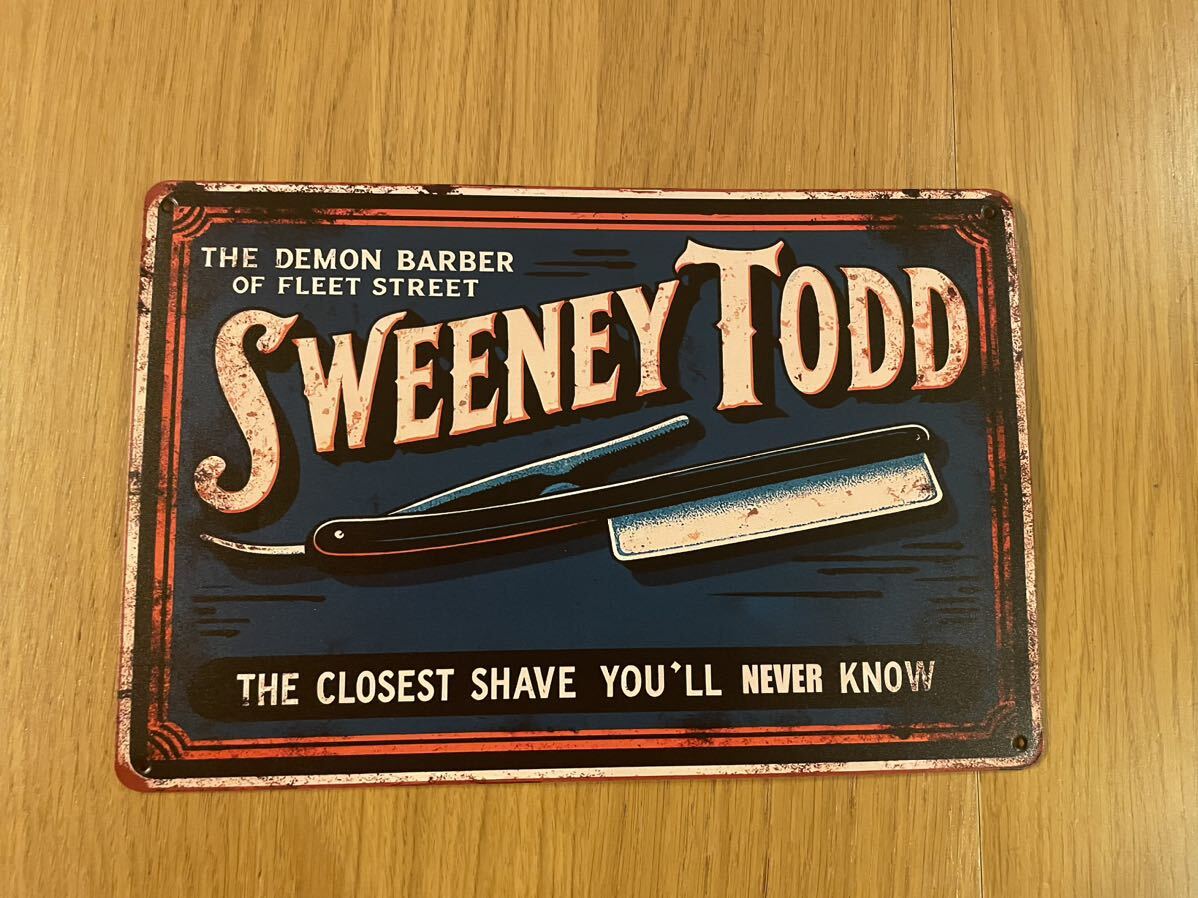 THE DEMON BARBER
OF FLEET STREET
SWEENEY TODD
THE CLOSEST SHAVE YOU'LL NEVER KNOW